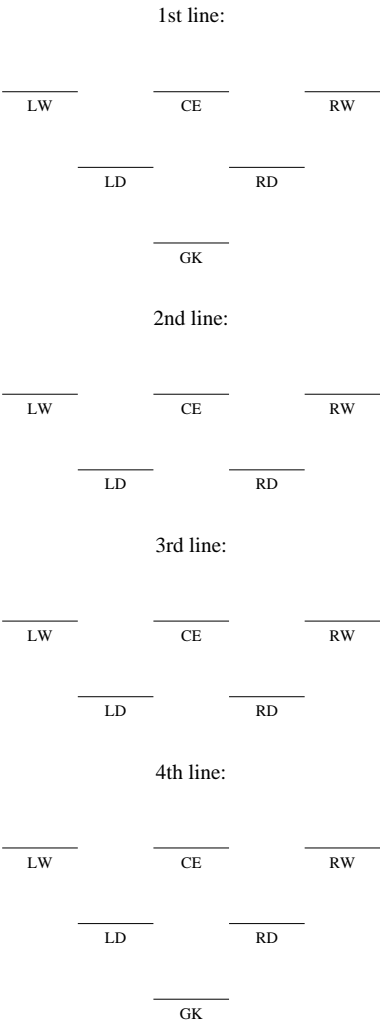 1st line:
LW CE RW
LD RD
GK
2nd line:
LW CE RW
LD RD
3rd line:
LW CE RW
LD RD
4th line:
LW CE RW
LD RD
GK